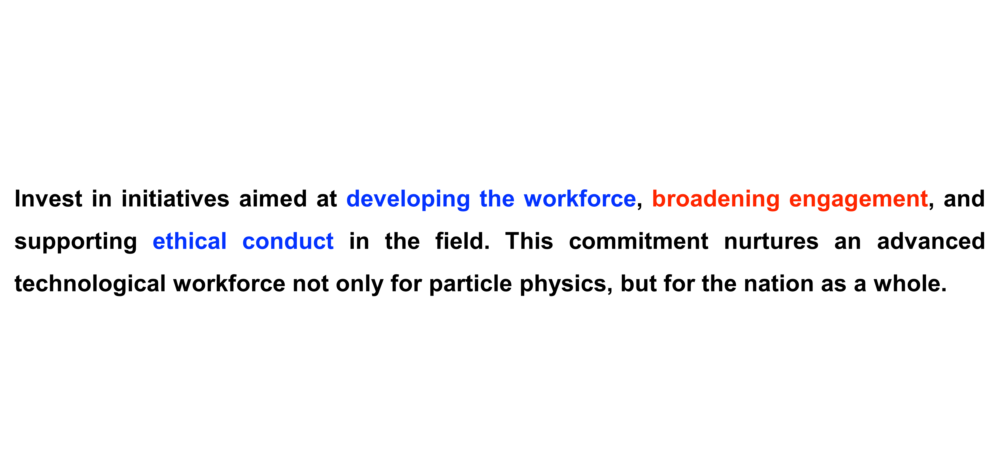 Invest in initiatives aimed at developing the workforce, broadening engagement, and
supporting ethical conduct in the field. This commitment nurtures an advanced
technological workforce not only for particle physics, but for the nation as a whole.